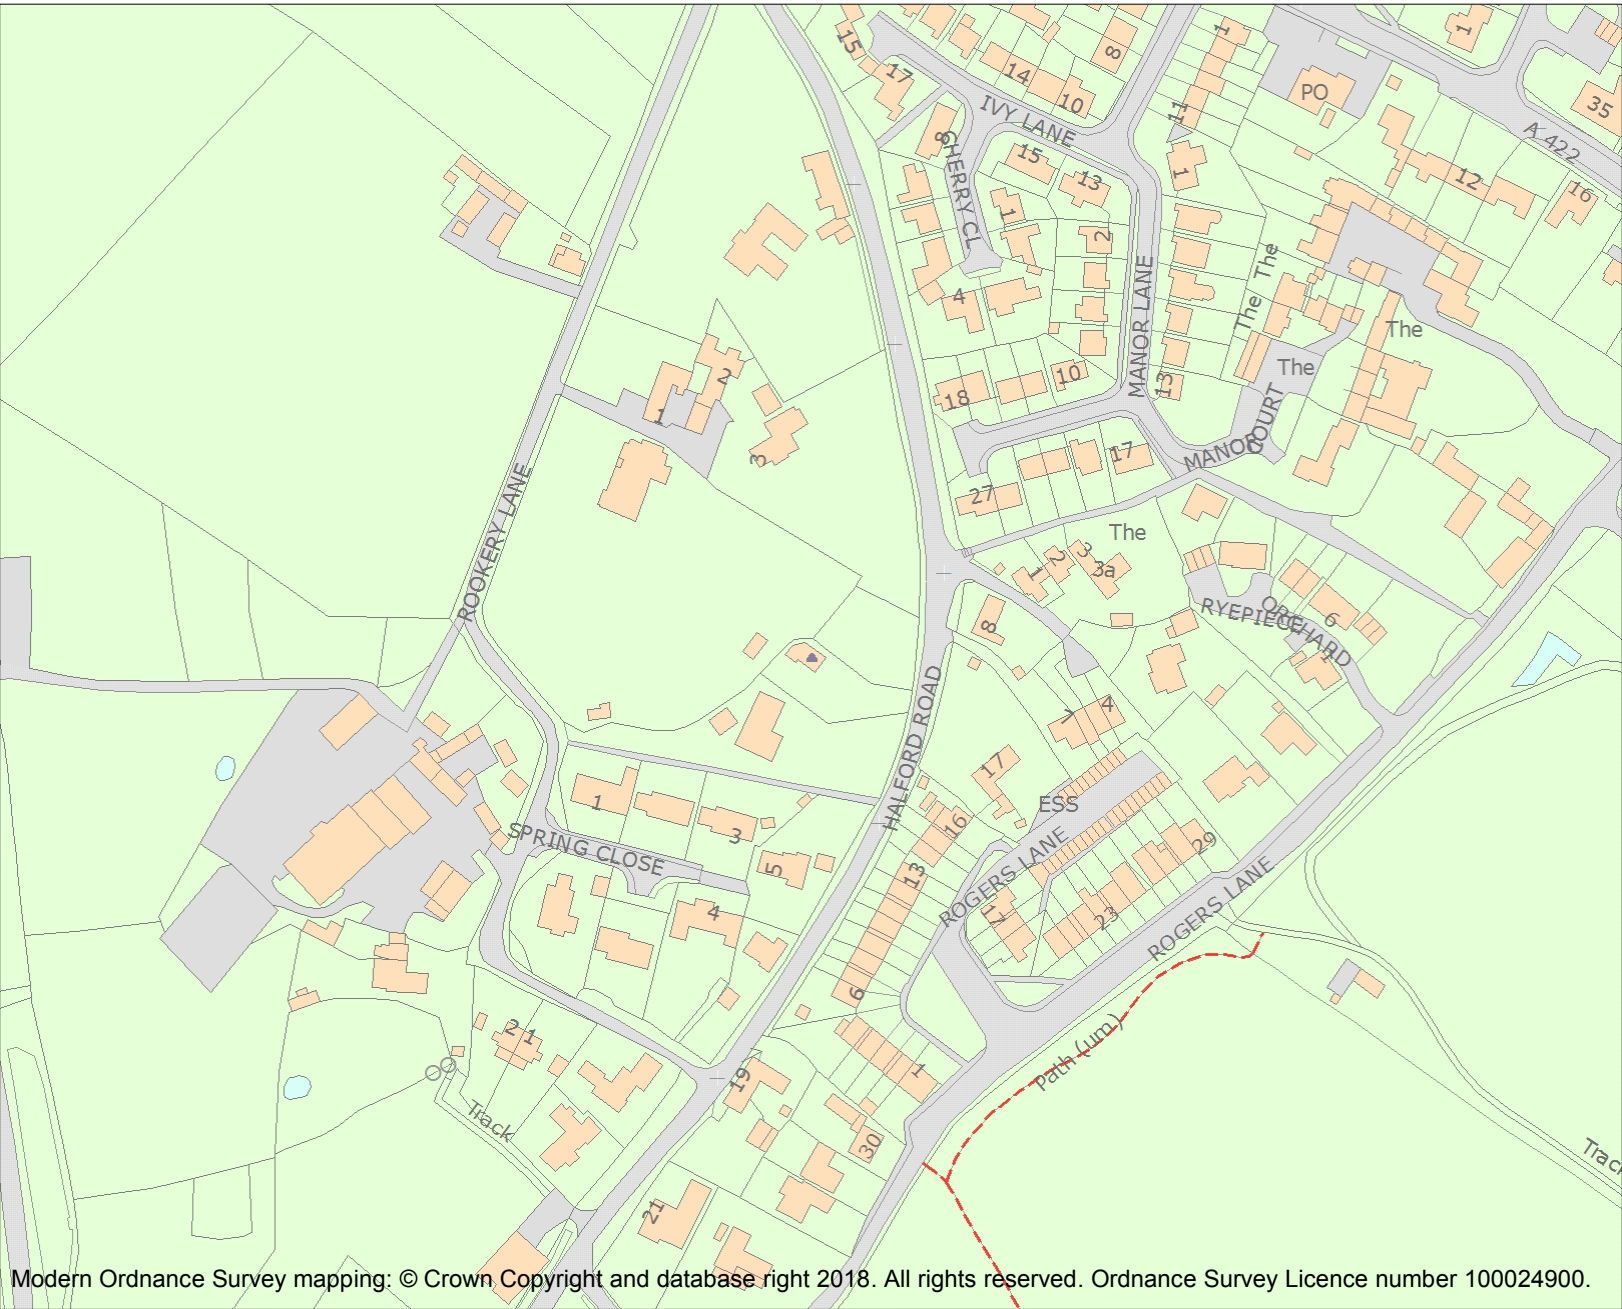 15
17
14
10
8
1
11
PO
1
35
IVY LANE
A 422
8
CHERRY CL
15
13
1
12
16
1
2
The
The
MANOR LANE
4
The
The
2
1
3
18
10
13
COURT
MANOR
17
27
ROOKERY LANE
The
1
2
3
3a
8
RYEPIECE
ORCHARD
6
1
HALFORD ROAD
7
4
17
ESS
1
3
5
16
SPRING CLOSE
ROGERS LANE
29
13
17
23
4
ROGERS LANE
6
2
1
Path (um)
19
1
Track
30
Track
21
Modern Ordnance Survey mapping: © Crown Copyright and database right 2018. All rights reserved. Ordnance Survey Licence number 100024900.